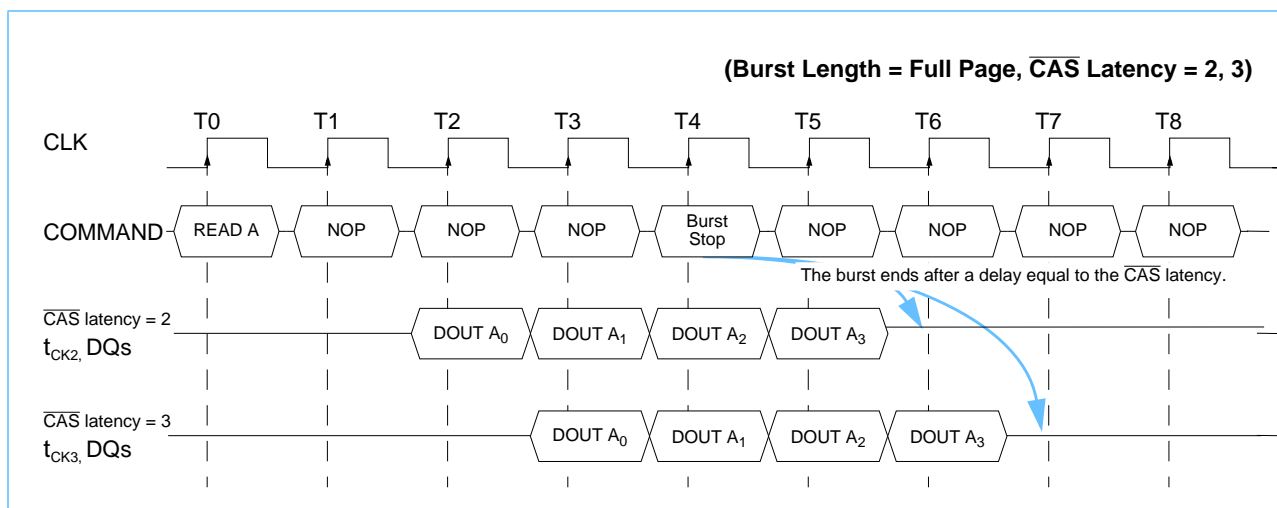 (Burst Length = Full Page, CAS Latency = 2, 3)
T0 T1 T2 T3 T4 T5 T6 T7 T8
CLK
COMMAND READ A NOP NOP NOP Burst Stop NOP NOP NOP NOP
The burst ends after a delay equal to the CAS latency.
CAS latency = 2
tCK2, DQs
DOUT A0 DOUT A1 DOUT A2 DOUT A3
CAS latency = 3
tCK3, DQs
DOUT A0 DOUT A1 DOUT A2 DOUT A3